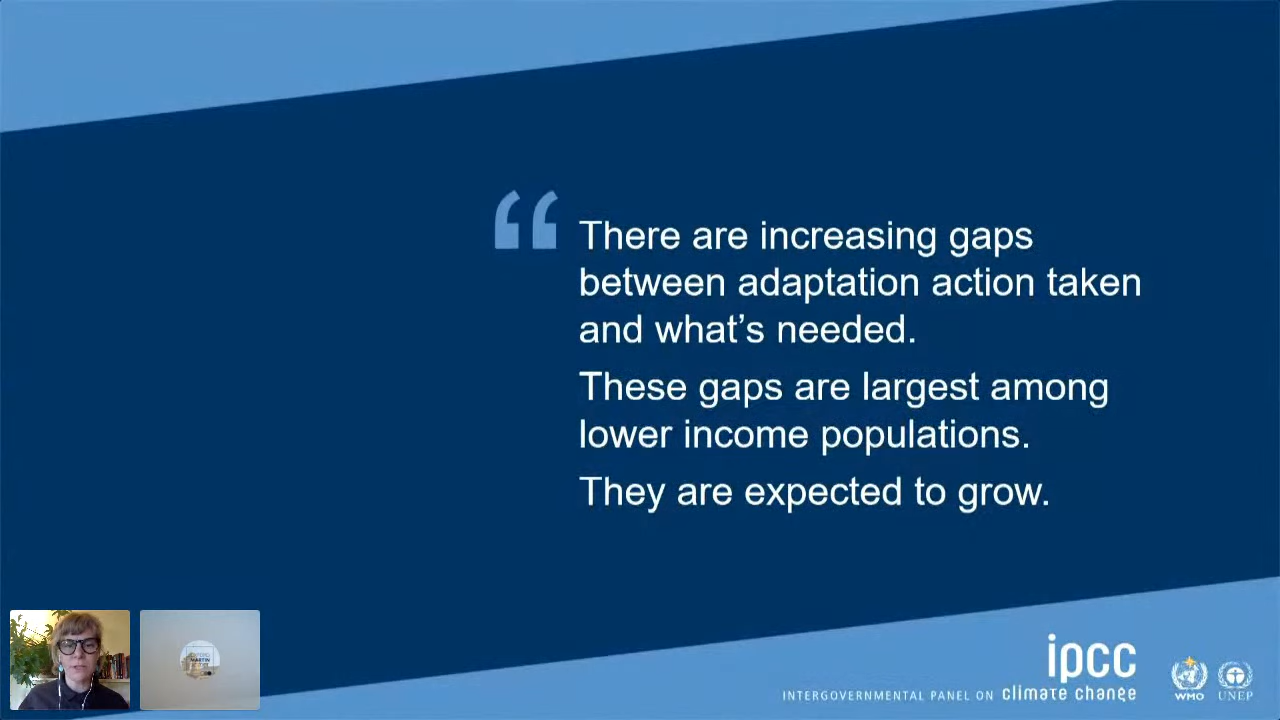 “ There are increasing gaps
between adaptation action taken
and what’s needed.
These gaps are largest among
lower income populations.
They are expected to grow.
MARTIN
ipcc
INTERGOVERNMENTAL PANEL ON climate change
WMO
UNEP